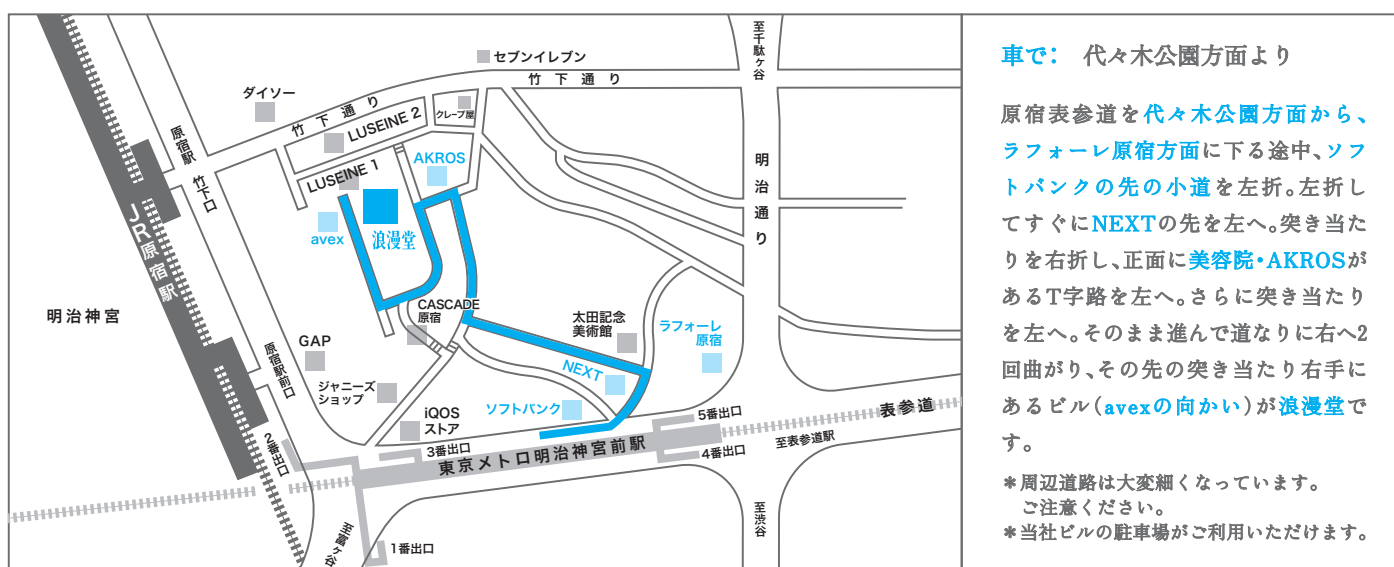 至千駄ヶ谷
セブンイレブン
竹下通り
ダイソー
竹下通り
クレープ屋
LUSEINE 2
原宿駅
竹下口
AKROS
LUSEINE 1
明治通り
JR原宿駅
avex
浪漫堂
明治神宮
CASCADE
原宿
太田記念
美術館
ラフォーレ
原宿
GAP
原宿駅前口
NEXT
ジャニーズ
ショップ
ソフトバンク
iQOS
ストア
5番出口
表参道
2番出口
3番出口
東京メトロ明治神宮前駅
4番出口
至表参道駅
至渋谷
至富ヶ谷
1番出口
車で： 代々木公園方面より
原宿表参道を代々木公園方面から、
ラフォーレ原宿方面に下る途中、ソフ
トバンクの先の小道を左折。左折し
てすぐにNEXTの先を左へ。突き当た
りを右折し、正面に美容院・AKROSが
あるT字路を左へ。さらに突き当たり
を左へ。そのまま進んで道なりに右へ2
回曲がり、その先の突き当たり右手に
あるビル（avexの向かい）が浪漫堂で
す。
＊周辺道路は大変細くなっています。
ご注意ください。
＊当社ビルの駐車場がご利用いただけます。